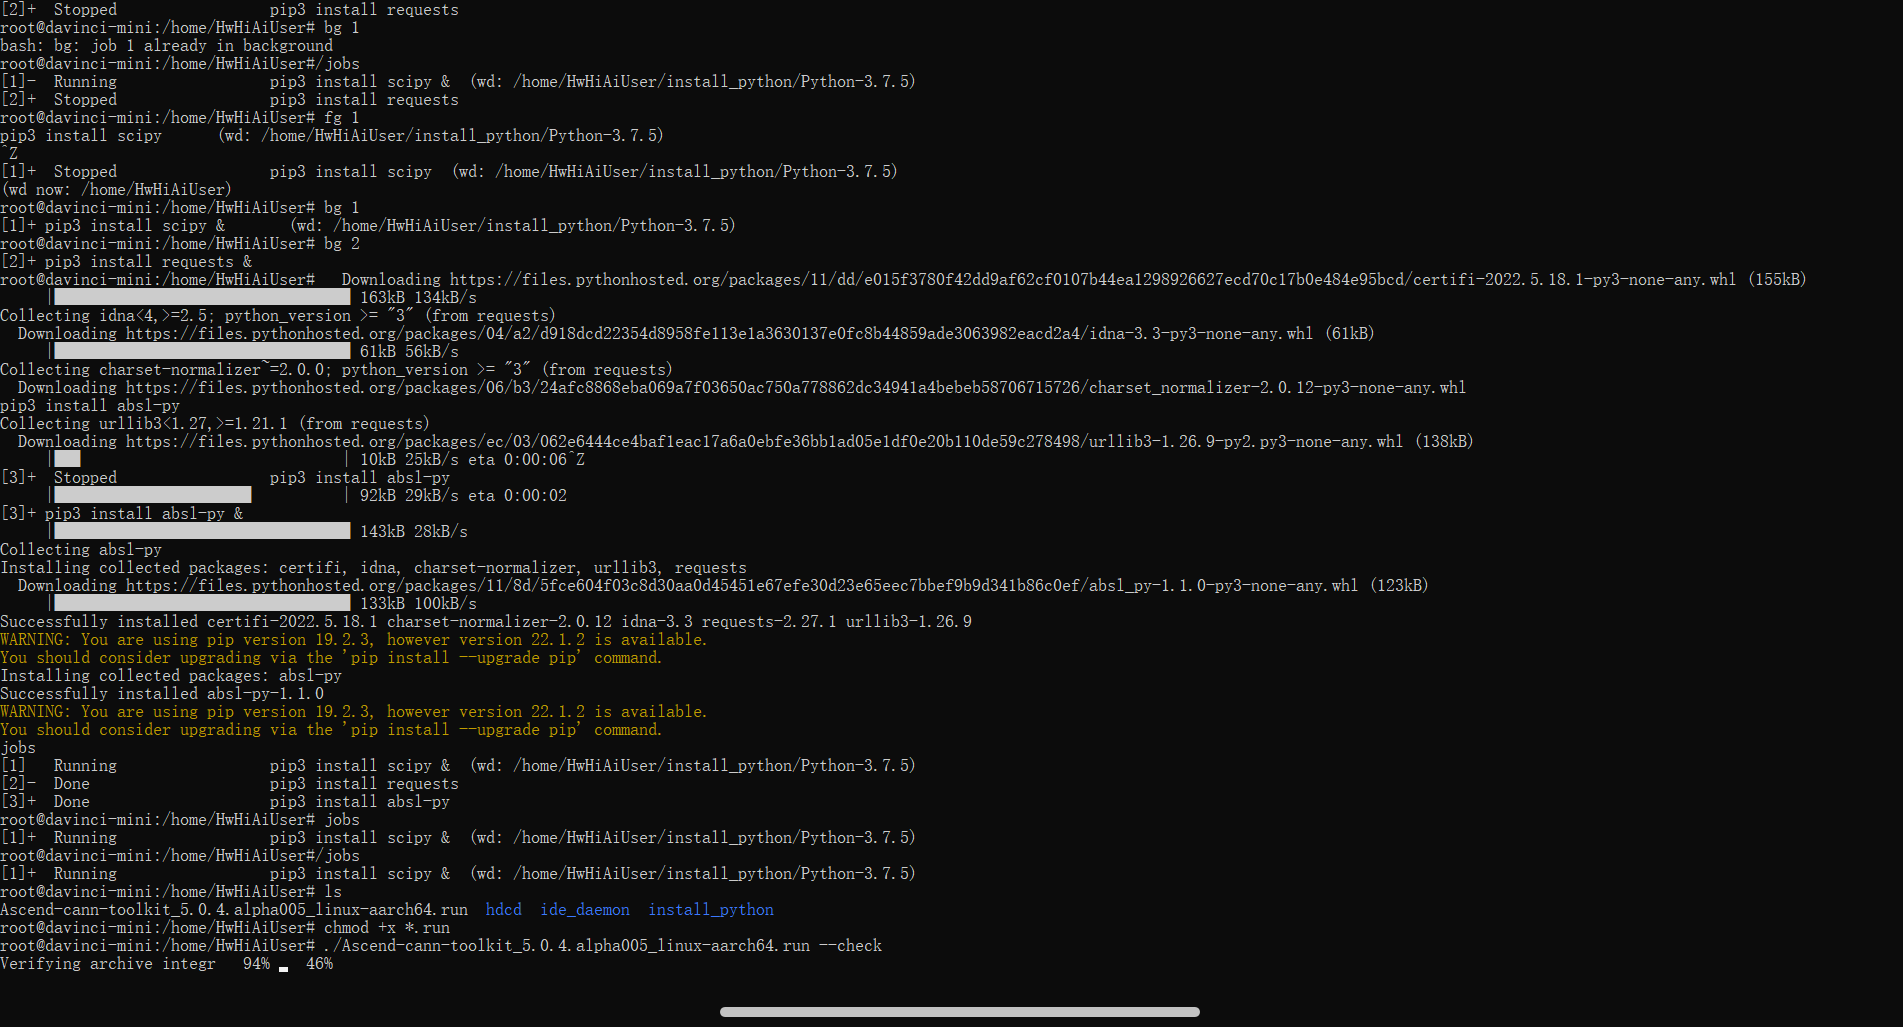 [2]+  Stopped                 pip3 install requests
root@davinci-mini:/home/HwHiAiUser# bg 1
bash: bg: job 1 already in background
root@davinci-mini:/home/HwHiAiUser#/jobs
[1]-  Running                 pip3 install scipy &  (wd: /home/HwHiAiUser/install_python/Python-3.7.5)
[2]+  Stopped                 pip3 install requests
root@davinci-mini:/home/HwHiAiUser# fg 1
pip3 install scipy      (wd: /home/HwHiAiUser/install_python/Python-3.7.5)
^Z
[1]+  Stopped                 pip3 install scipy  (wd: /home/HwHiAiUser/install_python/Python-3.7.5)
(wd now: /home/HwHiAiUser)
root@davinci-mini:/home/HwHiAiUser# bg 1
[1]+ pip3 install scipy &       (wd: /home/HwHiAiUser/install_python/Python-3.7.5)
root@davinci-mini:/home/HwHiAiUser# bg 2
[2]+ pip3 install requests &
root@davinci-mini:/home/HwHiAiUser#   Downloading https://files.pythonhosted.org/packages/11/dd/e015f3780f42dd9af62cf0107b44ea1298926627ecd70c17b0e484e95bcd/certifi-2022.5.18.1-py3-none-any.whl (155kB)
|████████████████████████████████| 163kB 134kB/s
Collecting idna<4,>=2.5; python_version >= "3" (from requests)
  Downloading https://files.pythonhosted.org/packages/04/a2/d918dcd22354d8958fe113e1a3630137e0fc8b44859ade3063982eacd2a4/idna-3.3-py3-none-any.whl (61kB)
|████████████████████████████████| 61kB 56kB/s
Collecting charset-normalizer~=2.0.0; python_version >= "3" (from requests)
  Downloading https://files.pythonhosted.org/packages/06/b3/24afc8868eba069a7f03650ac750a778862dc34941a4bebeb58706715726/charset_normalizer-2.0.12-py3-none-any.whl
pip3 install absl-py
Collecting urllib3<1.27,>=1.21.1 (from requests)
  Downloading https://files.pythonhosted.org/packages/ec/03/062e6444ce4baf1eac17a6a0ebfe36bb1ad05e1df0e20b110de59c278498/urllib3-1.26.9-py2.py3-none-any.whl (138kB)
|███                             | 10kB 25kB/s eta 0:00:06^Z
[3]+  Stopped                 pip3 install absl-py
|██████████████████████          | 92kB 29kB/s eta 0:00:02
[3]+ pip3 install absl-py &
|████████████████████████████████| 143kB 28kB/s
Collecting absl-py
Installing collected packages: certifi, idna, charset-normalizer, urllib3, requests
  Downloading https://files.pythonhosted.org/packages/11/8d/5fce604f03c8d30aa0d45451e67efe30d23e65eec7bbef9b9d341b86c0ef/absl_py-1.1.0-py3-none-any.whl (123kB)
|████████████████████████████████| 133kB 100kB/s
Successfully installed certifi-2022.5.18.1 charset-normalizer-2.0.12 idna-3.3 requests-2.27.1 urllib3-1.26.9
WARNING: You are using pip version 19.2.3, however version 22.1.2 is available.
You should consider upgrading via the 'pip install --upgrade pip' command.
Installing collected packages: absl-py
Successfully installed absl-py-1.1.0
WARNING: You are using pip version 19.2.3, however version 22.1.2 is available.
You should consider upgrading via the 'pip install --upgrade pip' command.
jobs
[1]   Running                 pip3 install scipy &  (wd: /home/HwHiAiUser/install_python/Python-3.7.5)
[2]-  Done                    pip3 install requests
[3]+  Done                    pip3 install absl-py
root@davinci-mini:/home/HwHiAiUser# jobs
[1]+  Running                 pip3 install scipy &  (wd: /home/HwHiAiUser/install_python/Python-3.7.5)
root@davinci-mini:/home/HwHiAiUser#/jobs
[1]+  Running                 pip3 install scipy &  (wd: /home/HwHiAiUser/install_python/Python-3.7.5)
root@davinci-mini:/home/HwHiAiUser# ls
Ascend-cann-toolkit_5.0.4.alpha005_linux-aarch64.run  hdcd  ide_daemon  install_python
root@davinci-mini:/home/HwHiAiUser# chmod +x *.run
root@davinci-mini:/home/HwHiAiUser# ./Ascend-cann-toolkit_5.0.4.alpha005_linux-aarch64.run --check
Verifying archive integr   94%    46%